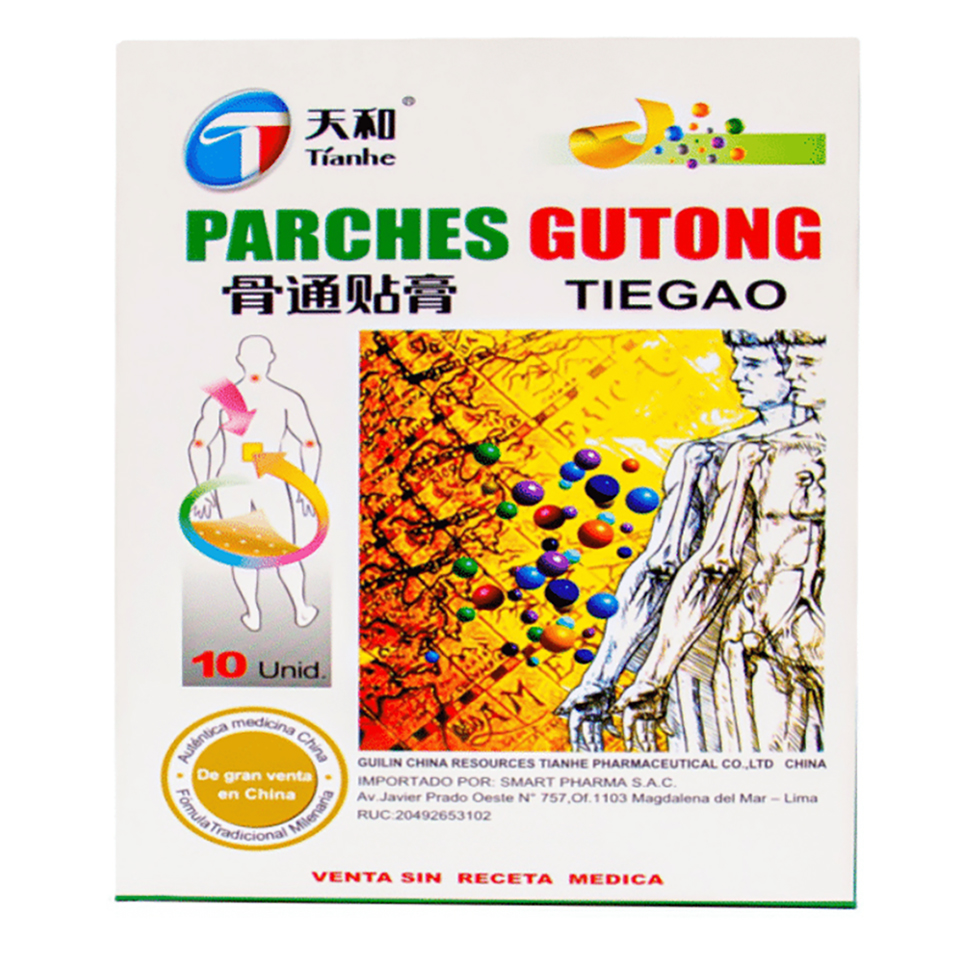 天和®
Tianhe
PARCHES GUTONG
骨通贴膏 TIEGAO
10 Unid.
Auténtica medicina China
De gran venta
en China
Fórmula Tradicional Milenaria
GUILIN CHINA RESOURCES TIANHE PHARMACEUTICAL CO.,LTD CHINA
IMPORTADO POR: SMART PHARMA S.A.C.
Av.Javier Prado Oeste N° 757,Of.1103 Magdalena del Mar – Lima
RUC:20492653102
VENTA SIN RECETA MEDICA